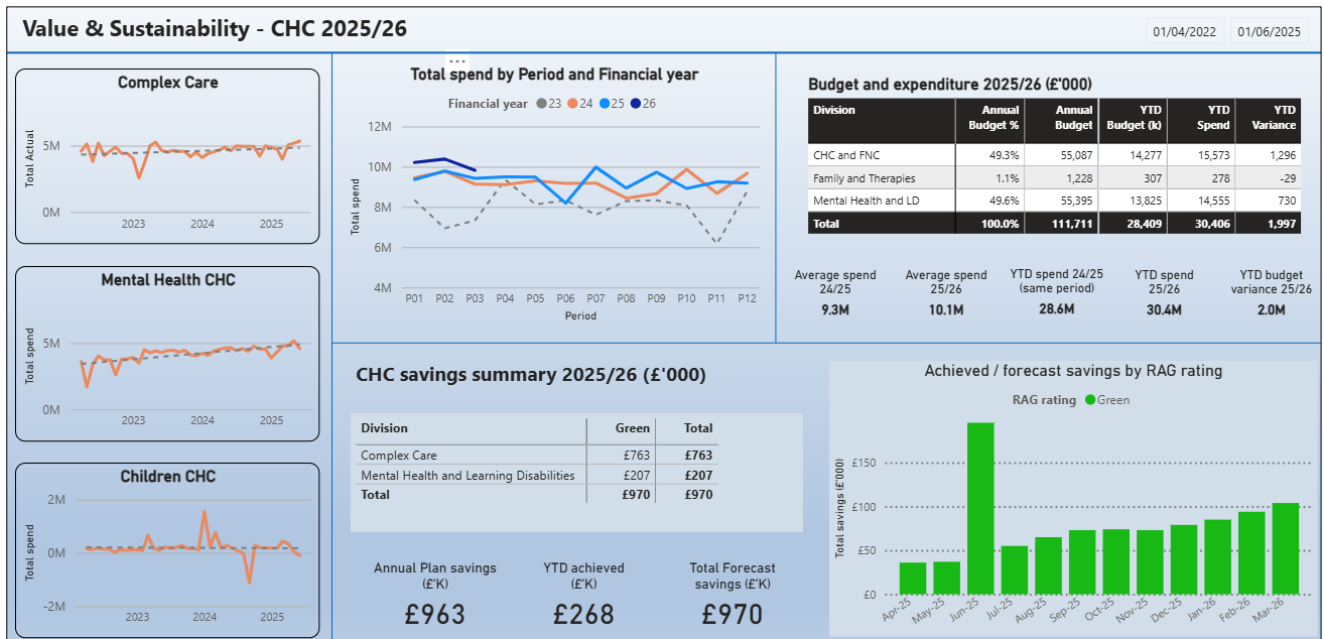 Value & Sustainability - CHC 2025/26
01/04/2022 01/06/2025
Complex Care
Total Actual
5M
0M
2023 2024 2025
Mental Health CHC
Total spend
5M
0M
2023 2024 2025
Children CHC
Total spend
2M
0M
-2M
2023 2024 2025
Total spend by Period and Financial year
Financial year 23 24 25 26
Total spend
12M
10M
8M
6M
4M
P01 P02 P03 P04 P05 P06 P07 P08 P09 P10 P11 P12
Period
Budget and expenditure 2025/26 (£'000)
Division Annual Budget % Annual Budget YTD Budget (k) YTD Spend YTD Variance
CHC and FNC 49.3% 55,087 14,277 15,573 1,296
Family and Therapies 1.1% 1,228 307 278 -29
Mental Health and LD 49.6% 55,395 13,825 14,555 730
Total 100.0% 111,711 28,409 30,406 1,997
Average spend 24/25
9.3M
Average spend 25/26
10.1M
YTD spend 24/25 (same period)
28.6M
YTD spend 25/26
30.4M
YTD budget variance 25/26
2.0M
CHC savings summary 2025/26 (£'000)
Division Green Total
Complex Care £763 £763
Mental Health and Learning Disabilities £207 £207
Total £970 £970
Annual Plan savings (£'K)
£963
YTD achieved (£'K)
£268
Total Forecast savings (£'K)
£970
Achieved / forecast savings by RAG rating
RAG rating Green
Total savings (£'000)
£150
£100
£50
£0
Apr-25 May-25 Jun-25 Jul-25 Aug-25 Sep-25 Oct-25 Nov-25 Dec-25 Jan-26 Feb-26 Mar-26